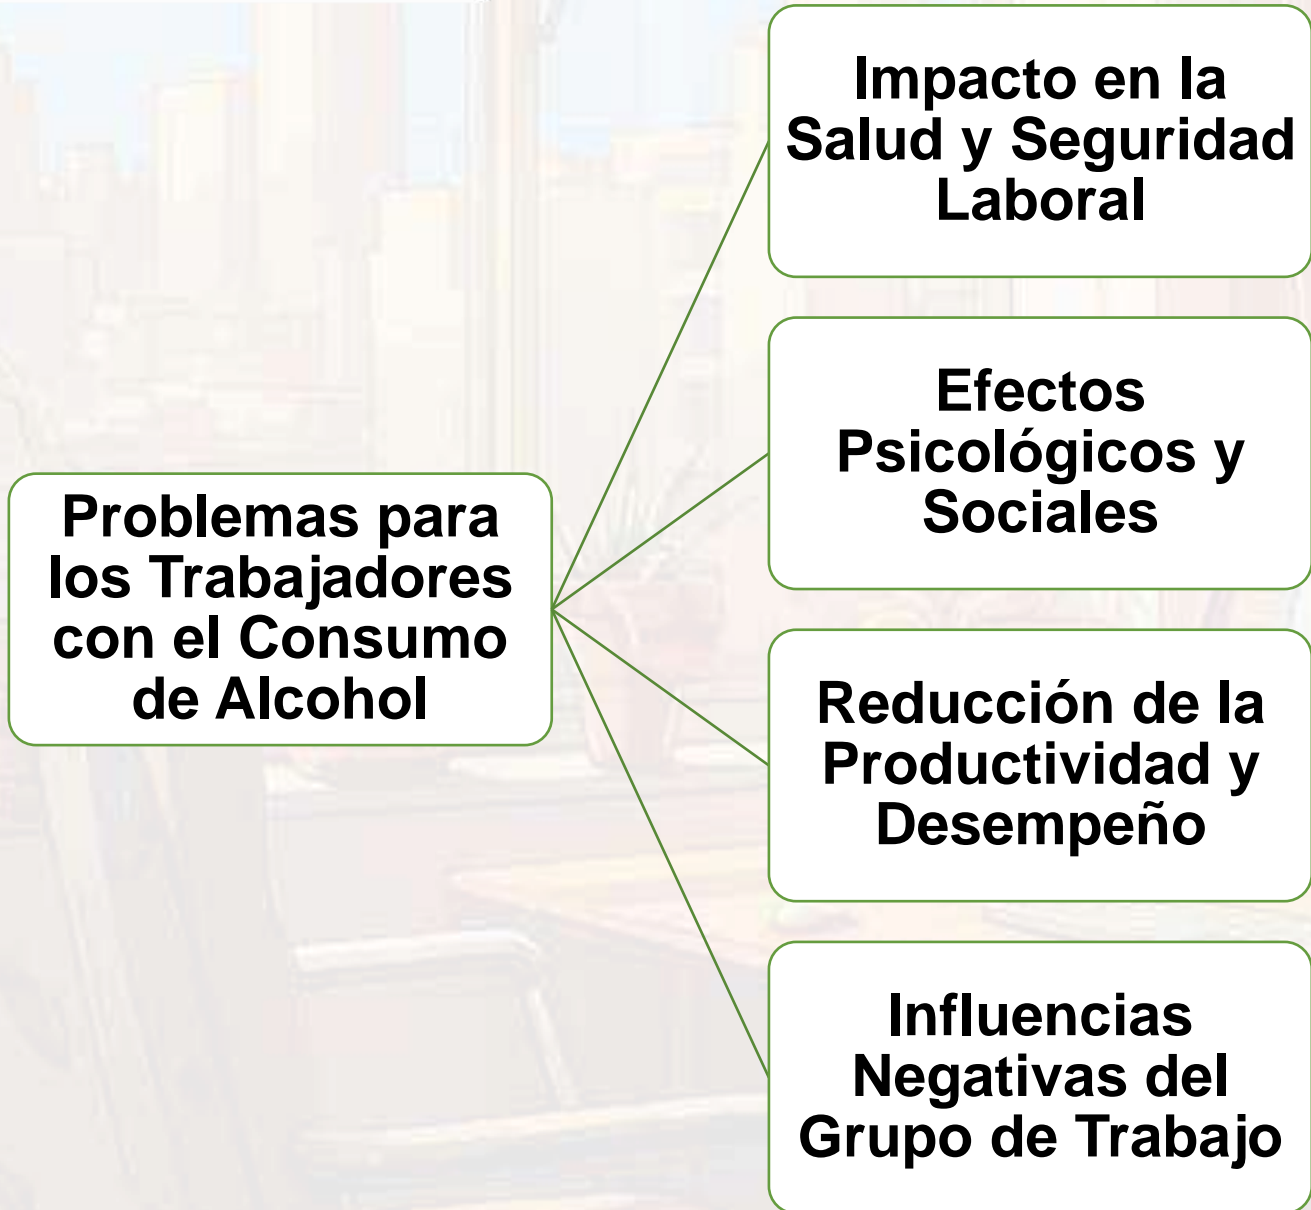 Problemas para
los Trabajadores
con el Consumo
de Alcohol
Impacto en la
Salud y Seguridad
Laboral
Efectos
Psicológicos y
Sociales
Reducción de la
Productividad y
Desempeño
Influencias
Negativas del
Grupo de Trabajo